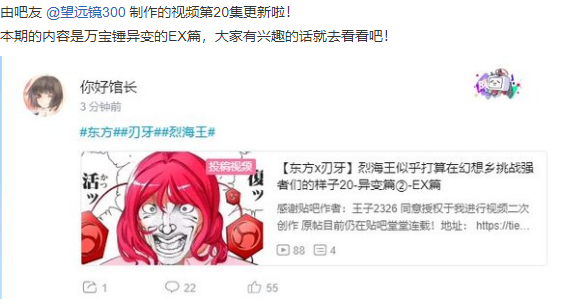 由吧友 @望远镜300 制作的视频第20集更新啦！
本期的内容是万宝锤异变的EX篇，大家有兴趣的话就去看看吧！
你好馆长
3 分钟前
#东方##刃牙##烈海王#
投稿视频
活ッ
復ッ
【东方x刃牙】烈海王似乎打算在幻想乡挑战强
者们的样子20-异变篇②-EX篇
感谢贴吧作者：王子2326 同意授权于我进行视频二次
创作 原帖目前仍在贴吧堂堂连载！地址： https://tie...
88 4
1 22 55